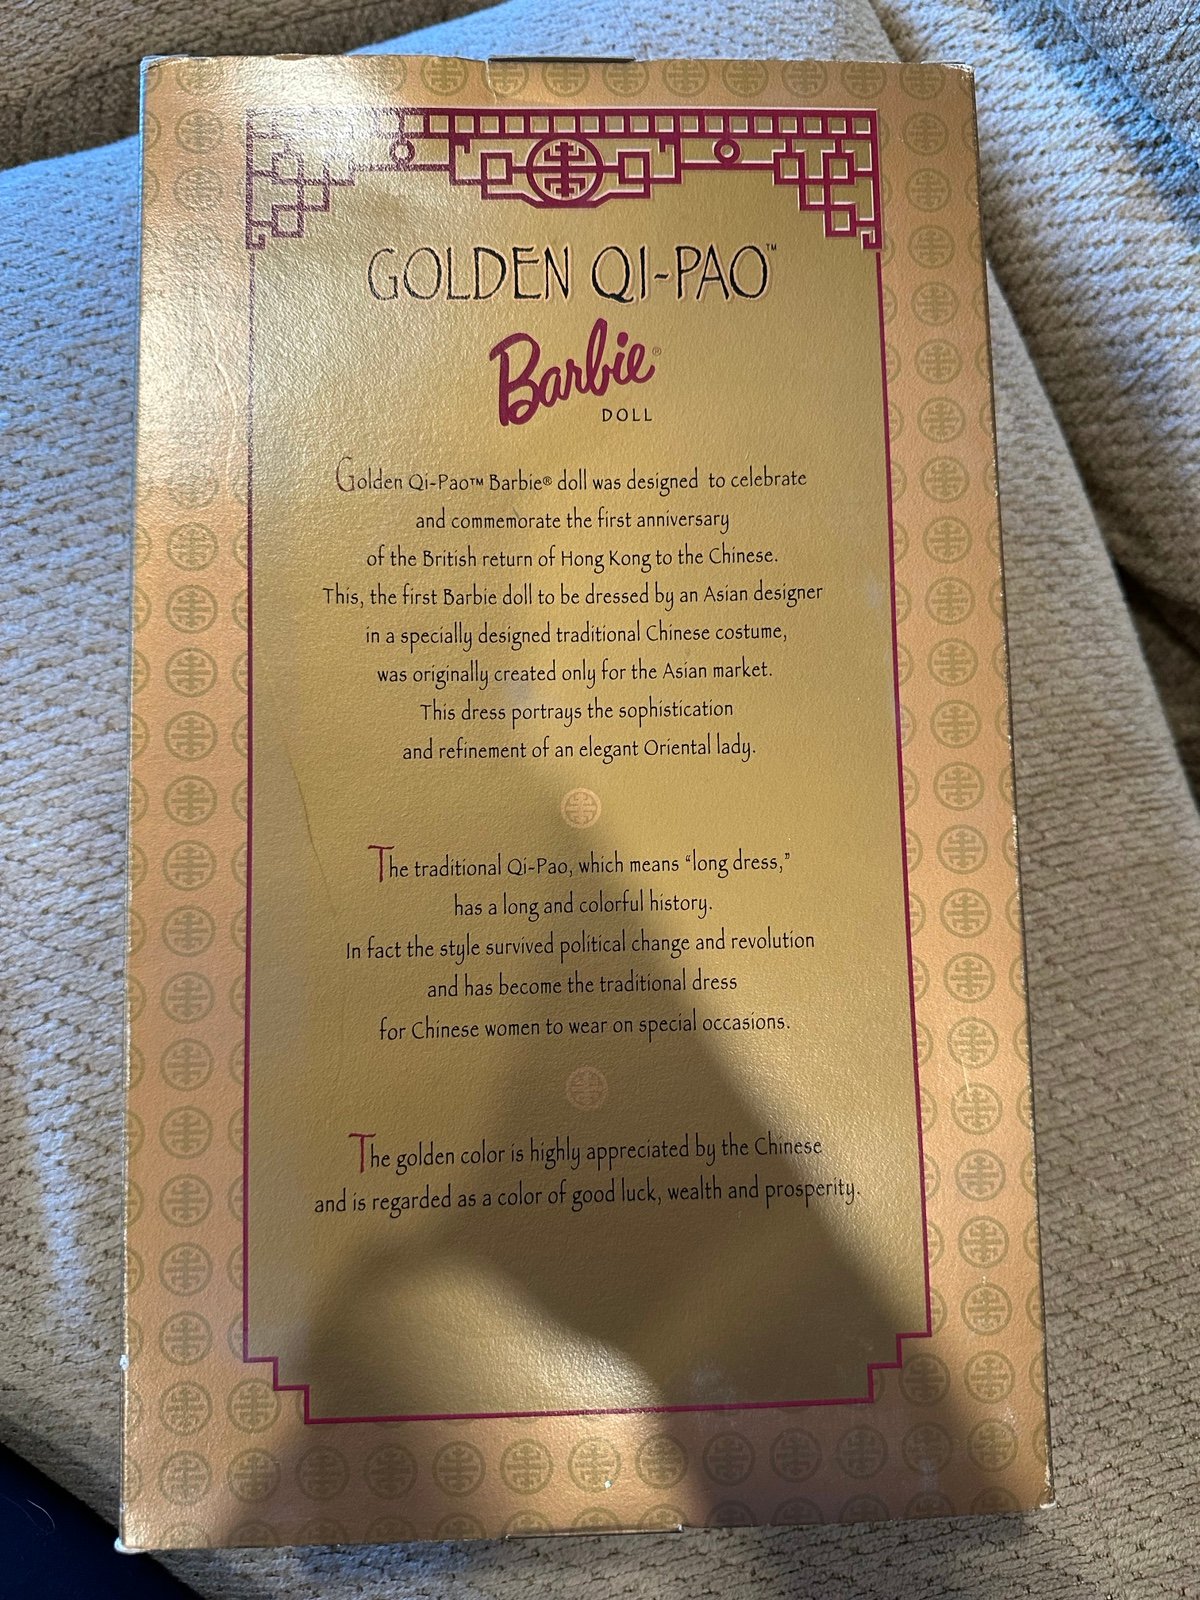 GOLDEN QI-PAO™
Barbie®
DOLL
Golden Qi-Pao™ Barbie® doll was designed to celebrate
and commemorate the first anniversary
of the British return of Hong Kong to the Chinese.
This, the first Barbie doll to be dressed by an Asian designer
in a specially designed traditional Chinese costume,
was originally created only for the Asian market.
This dress portrays the sophistication
and refinement of an elegant Oriental lady.
The traditional Qi-Pao, which means “long dress,”
has a long and colorful history.
In fact the style survived political change and revolution
and has become the traditional dress
for Chinese women to wear on special occasions.
The golden color is highly appreciated by the Chinese
and is regarded as a color of good luck, wealth and prosperity.